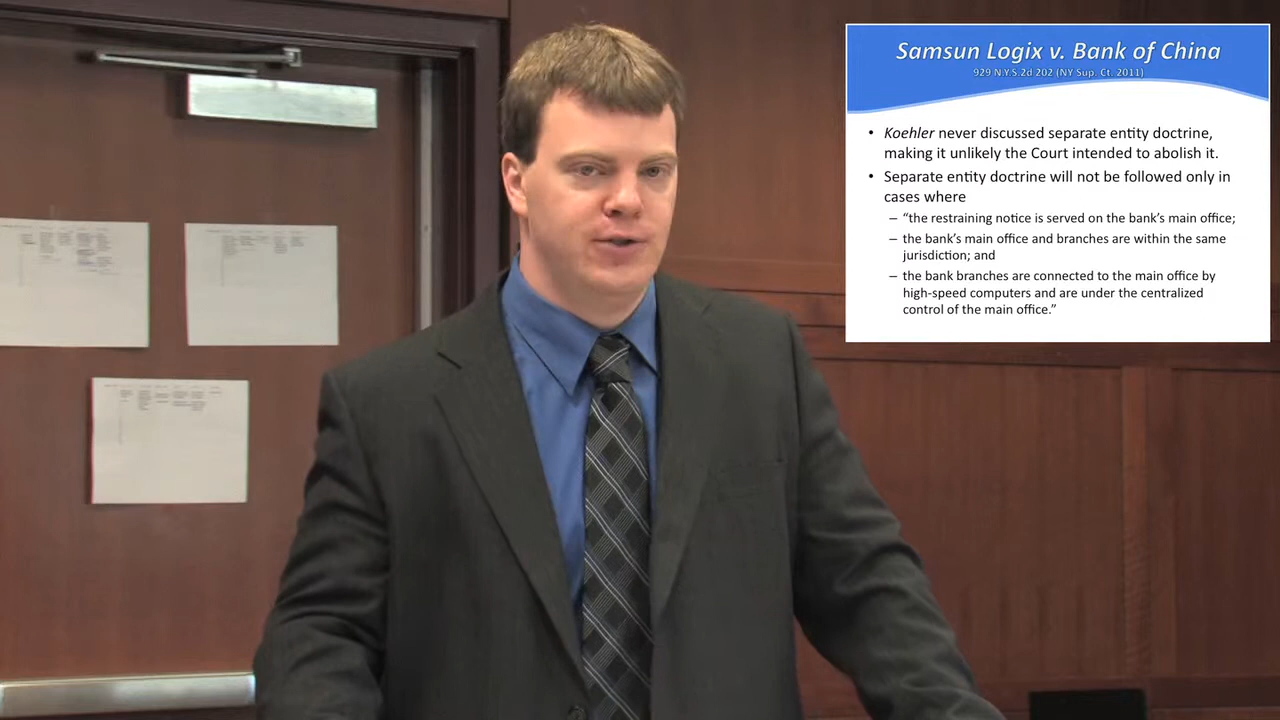 Samsun Logix v. Bank of China
929 N.Y.S.2d 202 (NY Sup. Ct. 2011)
• Koehler never discussed separate entity doctrine,
making it unlikely the Court intended to abolish it.
• Separate entity doctrine will not be followed only in
cases where
– “the restraining notice is served on the bank’s main office;
– the bank’s main office and branches are within the same
jurisdiction; and
– the bank branches are connected to the main office by
high-speed computers and are under the centralized
control of the main office.”